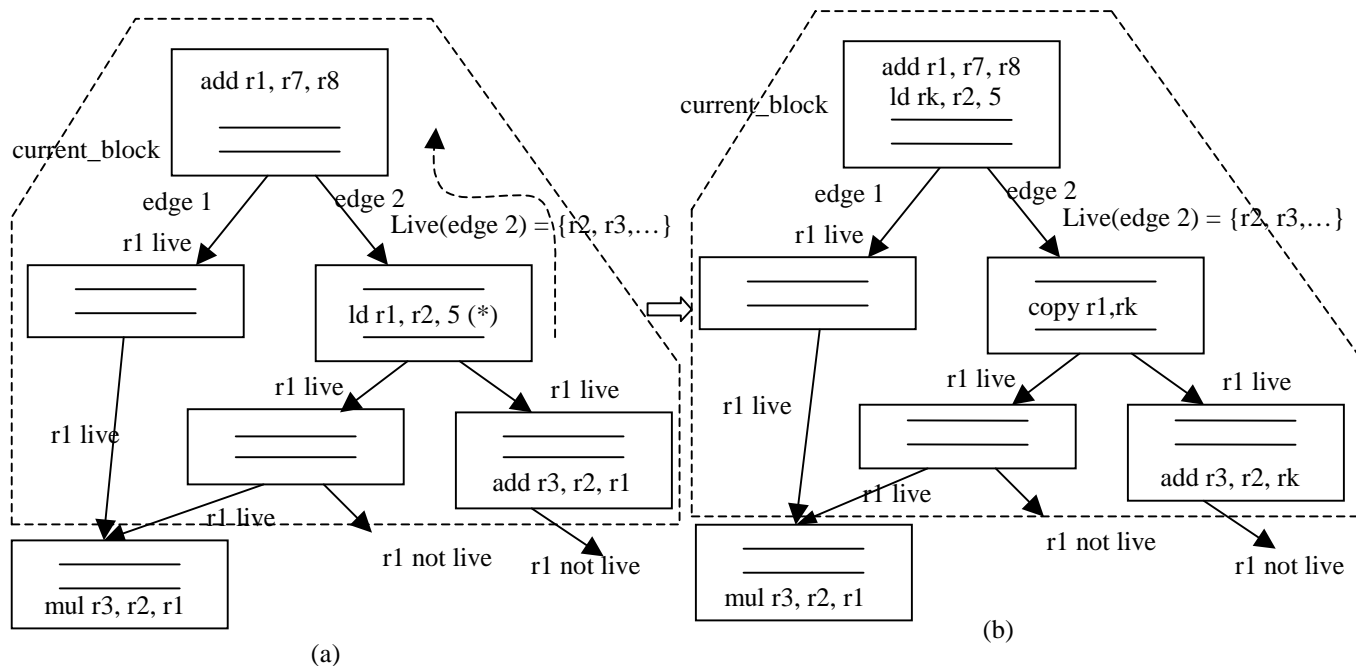 add r1, r7, r8
current_block
edge 1
edge 2
Live(edge 2) = {r2, r3,…}
r1 live
ld r1, r2, 5 (*)
r1 live
r1 live
r1 live
add r3, r2, r1
r1 live
r1 not live
r1 not live
mul r3, r2, r1
(a)
add r1, r7, r8
ld rk, r2, 5
current_block
edge 1
edge 2
Live(edge 2) = {r2, r3,…}
r1 live
copy r1,rk
r1 live
r1 live
r1 live
add r3, r2, rk
r1 live
r1 not live
r1 not live
mul r3, r2, r1
(b)